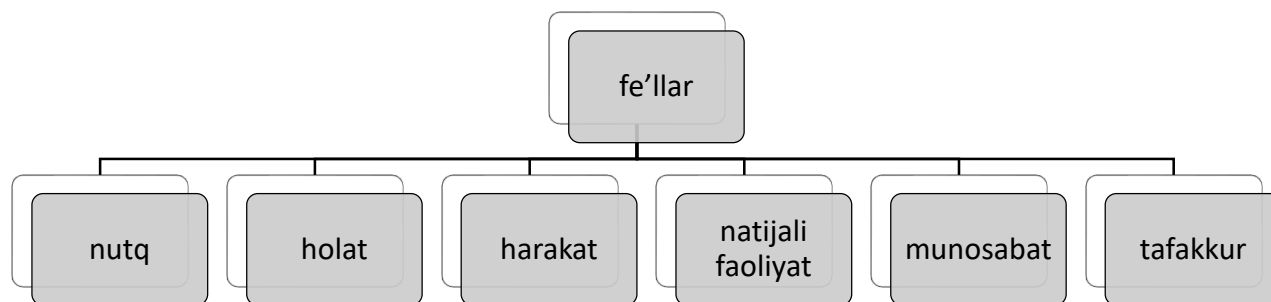 fe’llar
nutq
holat
harakat
natijali
faoliyat
munosabat
tafakkur